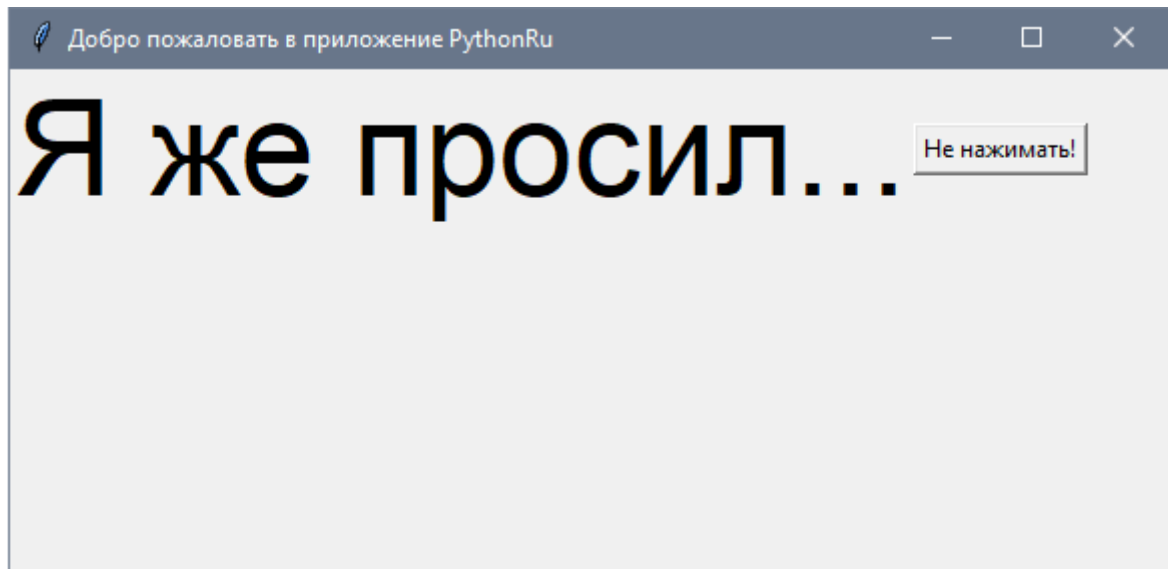 Добро пожаловать в приложение PythonRu
Я же просил...
Не нажимать!